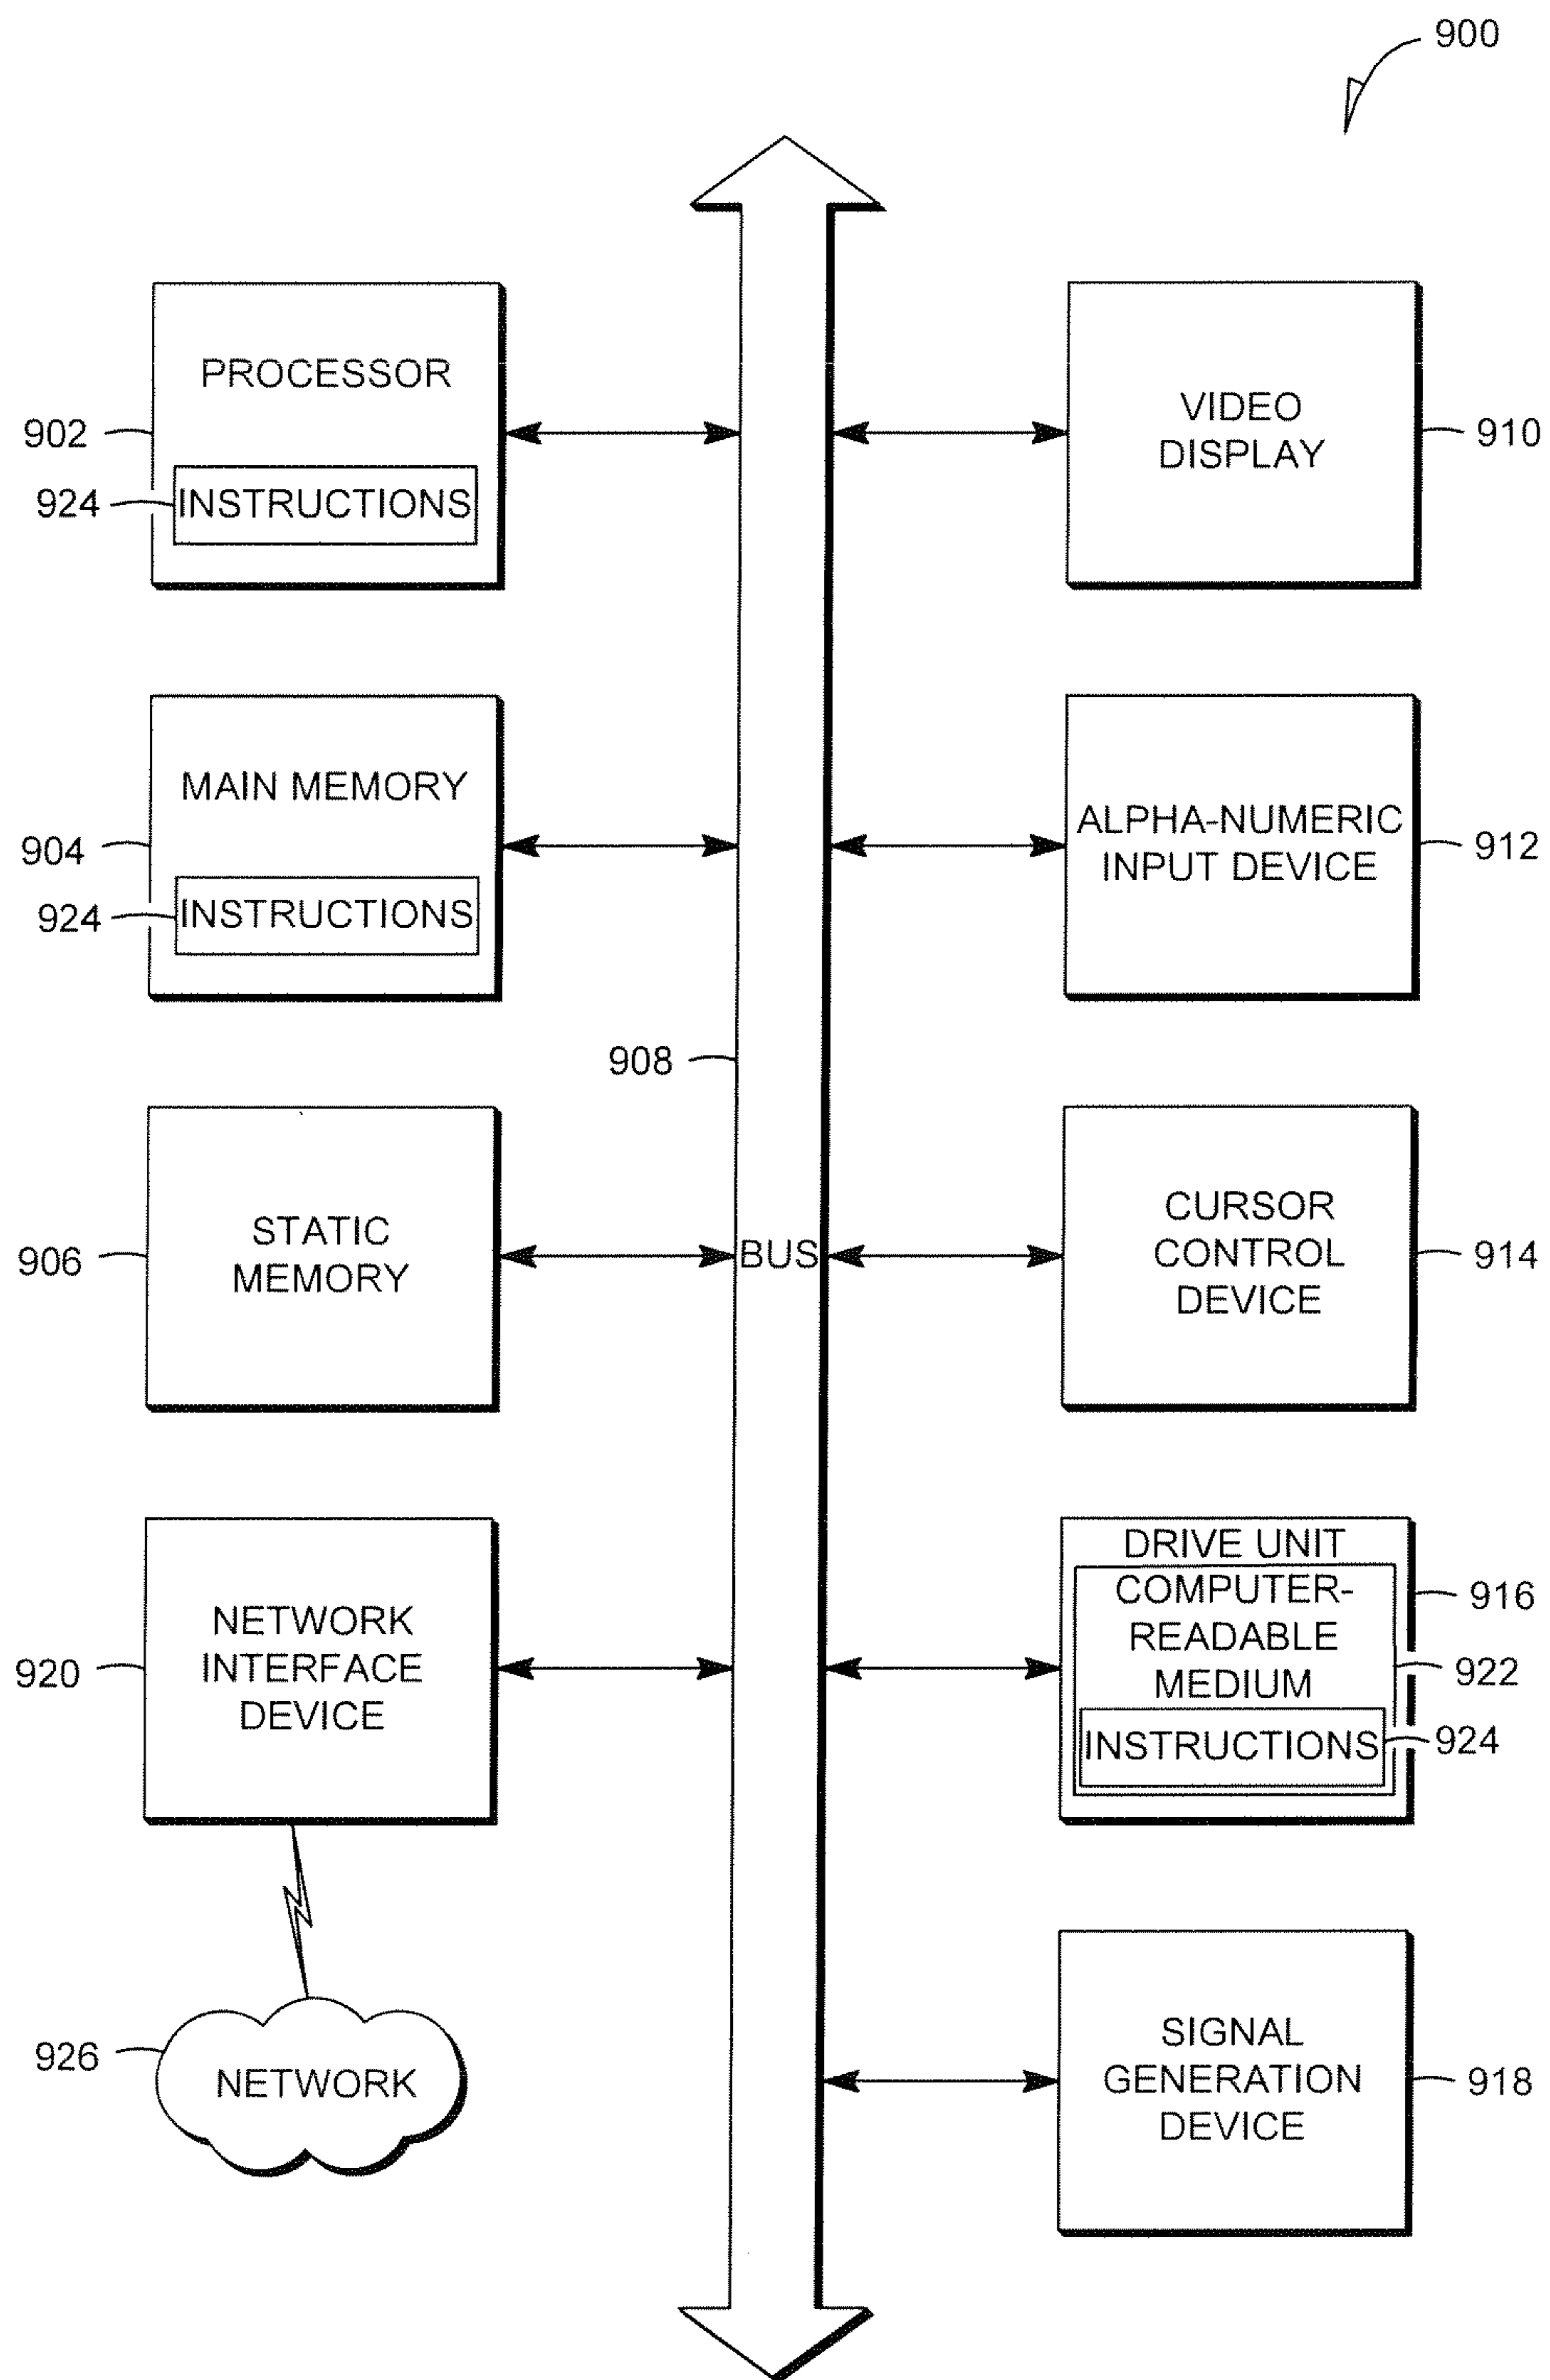 900
PROCESSOR
902
924
INSTRUCTIONS
VIDEO
DISPLAY
910
MAIN MEMORY
904
924
INSTRUCTIONS
ALPHA-NUMERIC
INPUT DEVICE
912
908
STATIC
MEMORY
906
BUS
CURSOR
CONTROL
DEVICE
914
NETWORK
INTERFACE
DEVICE
920
DRIVE UNIT
COMPUTER-
READABLE
MEDIUM
916
922
INSTRUCTIONS
924
926
NETWORK
SIGNAL
GENERATION
DEVICE
918